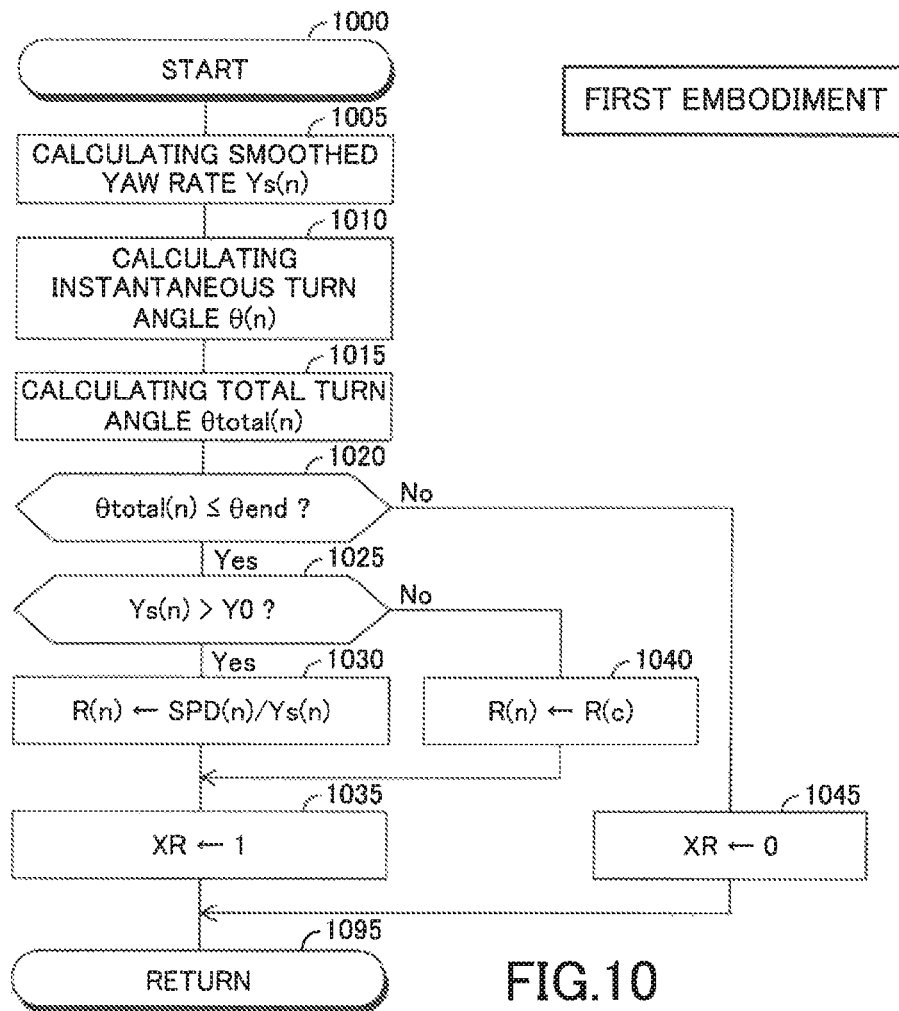 1000
START
FIRST EMBODIMENT
1005
CALCULATING SMOOTHED
YAW RATE Ys(n)
1010
CALCULATING
INSTANTANEOUS TURN
ANGLE θ(n)
1015
CALCULATING TOTAL TURN
ANGLE θtotal(n)
1020
θtotal(n) ≤ θend ?
No
Yes
1025
Ys(n) > Y0 ?
No
Yes
1030
R(n) ← SPD(n)/Ys(n)
1040
R(n) ← R(c)
1035
XR ← 1
1045
XR ← 0
1095
RETURN
FIG.10